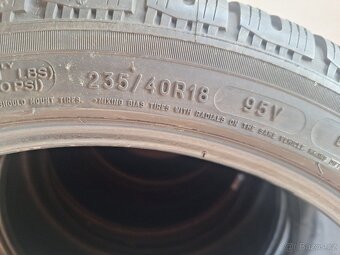 LBS)
PSI)
235/40R18 95V
SHOULD MOUNT TIRES. MIXING BIAS TIRES WITH RADIALS ON THE SAME VEHICLE